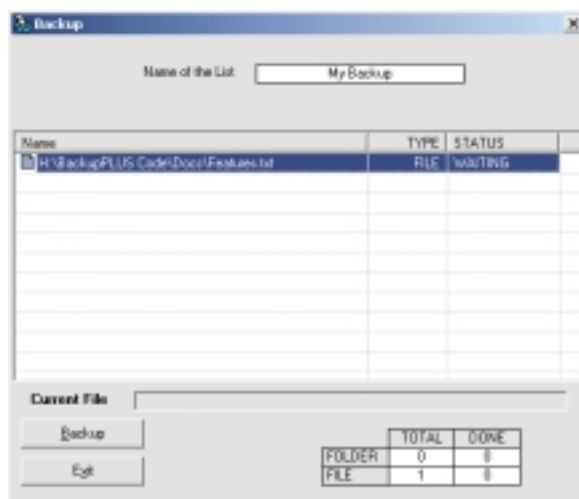 Backup
Name of the List My Backup
Name TYPE STATUS
H:\BackupPLUS Code\Docs\Features.txt FILE WAITING
Current File
Backup
Exit
TOTAL DONE
FOLDER 0 0
FILE 1 0